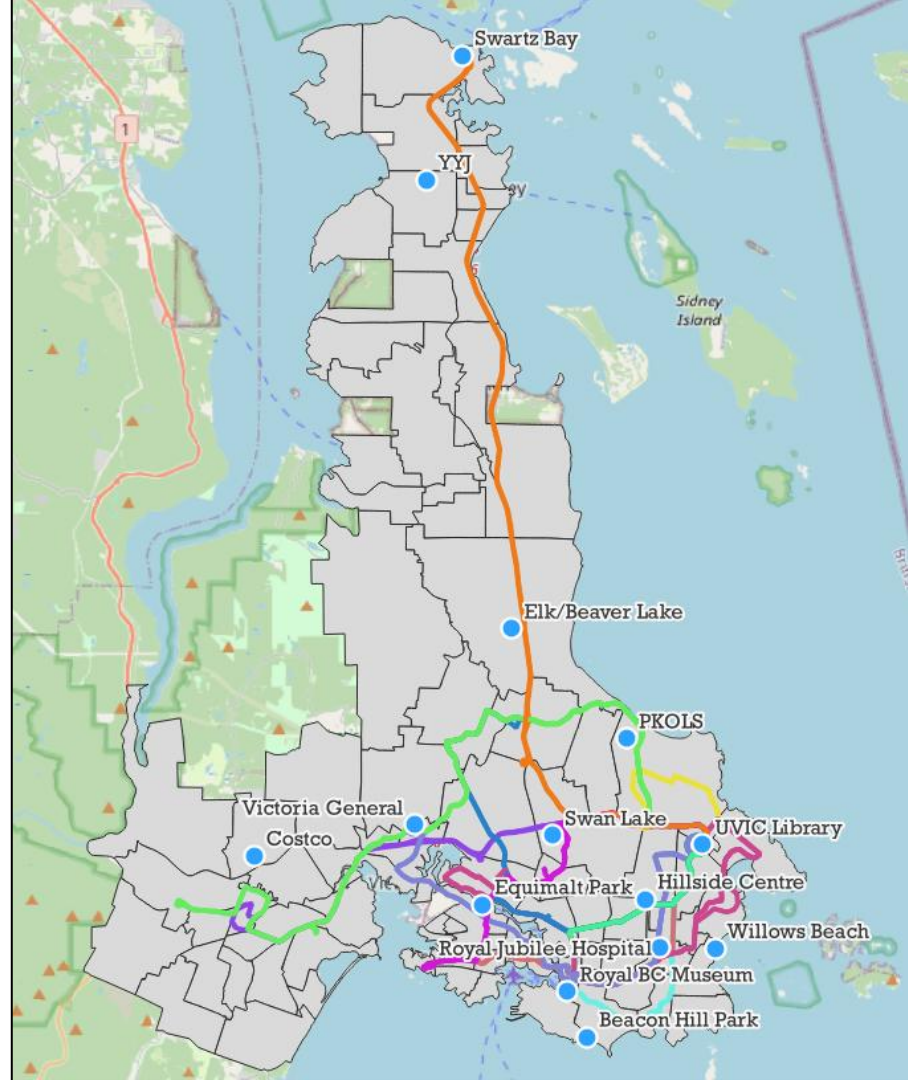 Swartz Bay
1
YYJ
ey
Sidney
Island
Elk/Beaver Lake
PKOLS
Victoria General
Swan Lake
UVIC Library
Costco
Equimalt Park
Hillside Centre
Willows Beach
Royal Jubilee Hospital
Royal BC Museum
Beacon Hill Park